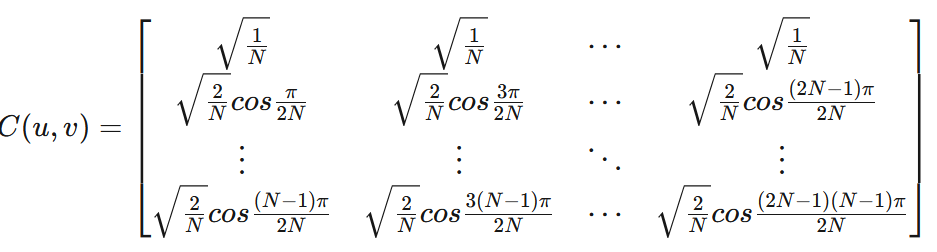 C(u, v) = [ √(1/N) √(1/N) ⋯ √(1/N)
√(2/N) cos π/2N √(2/N) cos 3π/2N ⋯ √(2/N) cos (2N−1)π/2N
⋮ ⋮ ⋱ ⋮
√(2/N) cos (N−1)π/2N √(2/N) cos 3(N−1)π/2N ⋯ √(2/N) cos (2N−1)(N−1)π/2N ]